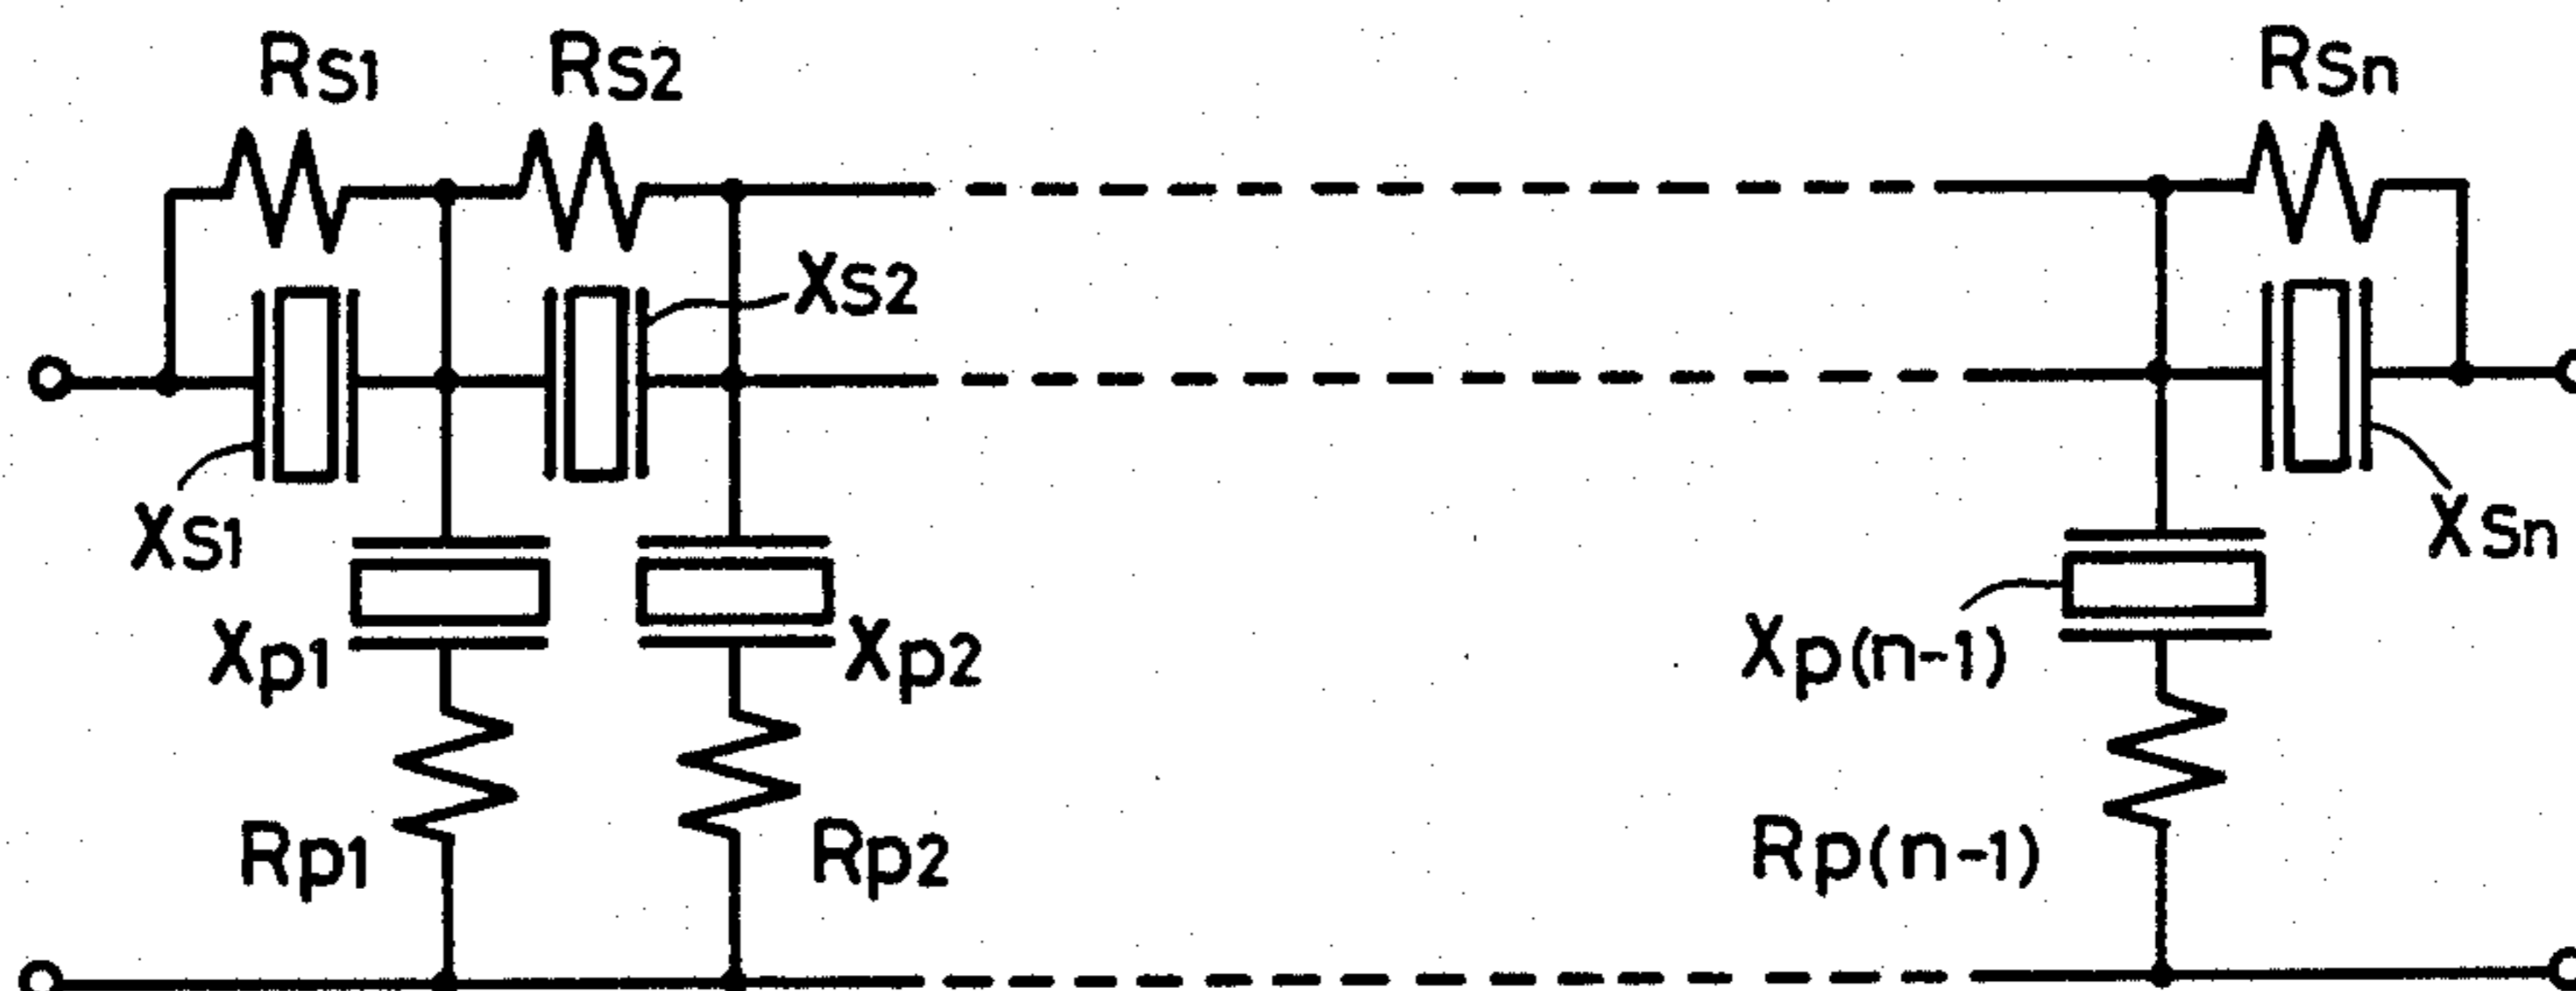 RS1 RS2 RSn
XS2
XS1 XSn
Xp1 Xp2 Xp(n-1)
Rp1 Rp2 Rp(n-1)